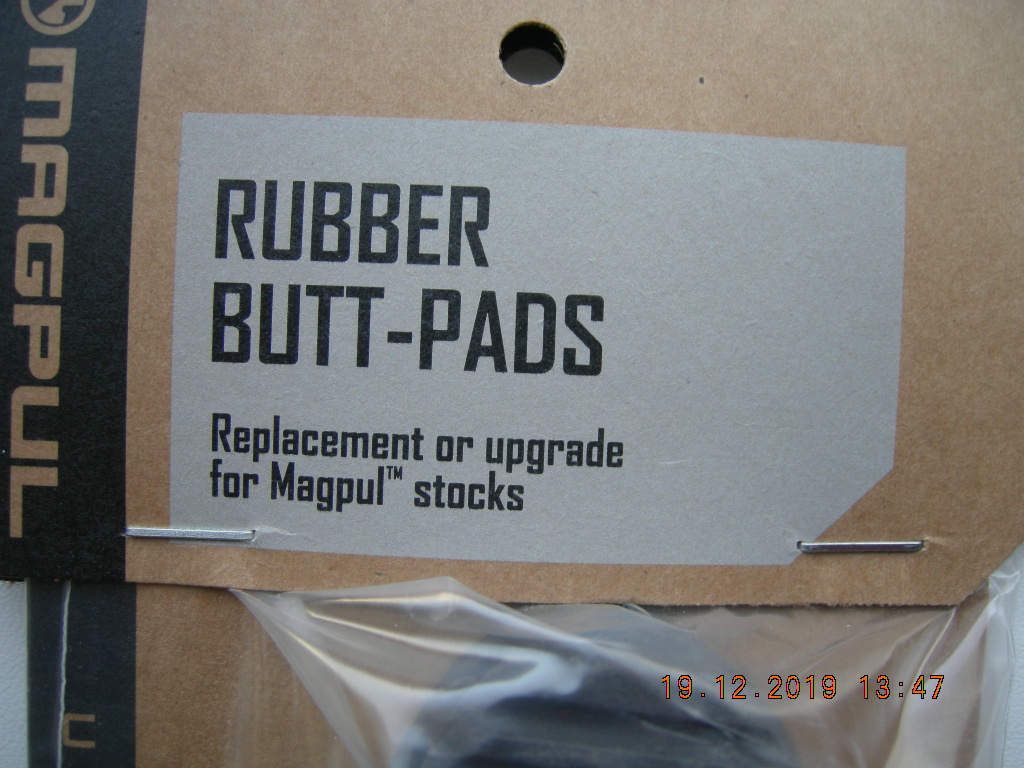 MAGPUL
RUBBER
BUTT-PADS
Replacement or upgrade
for Magpul™ stocks
U
19.12.2019 13:47